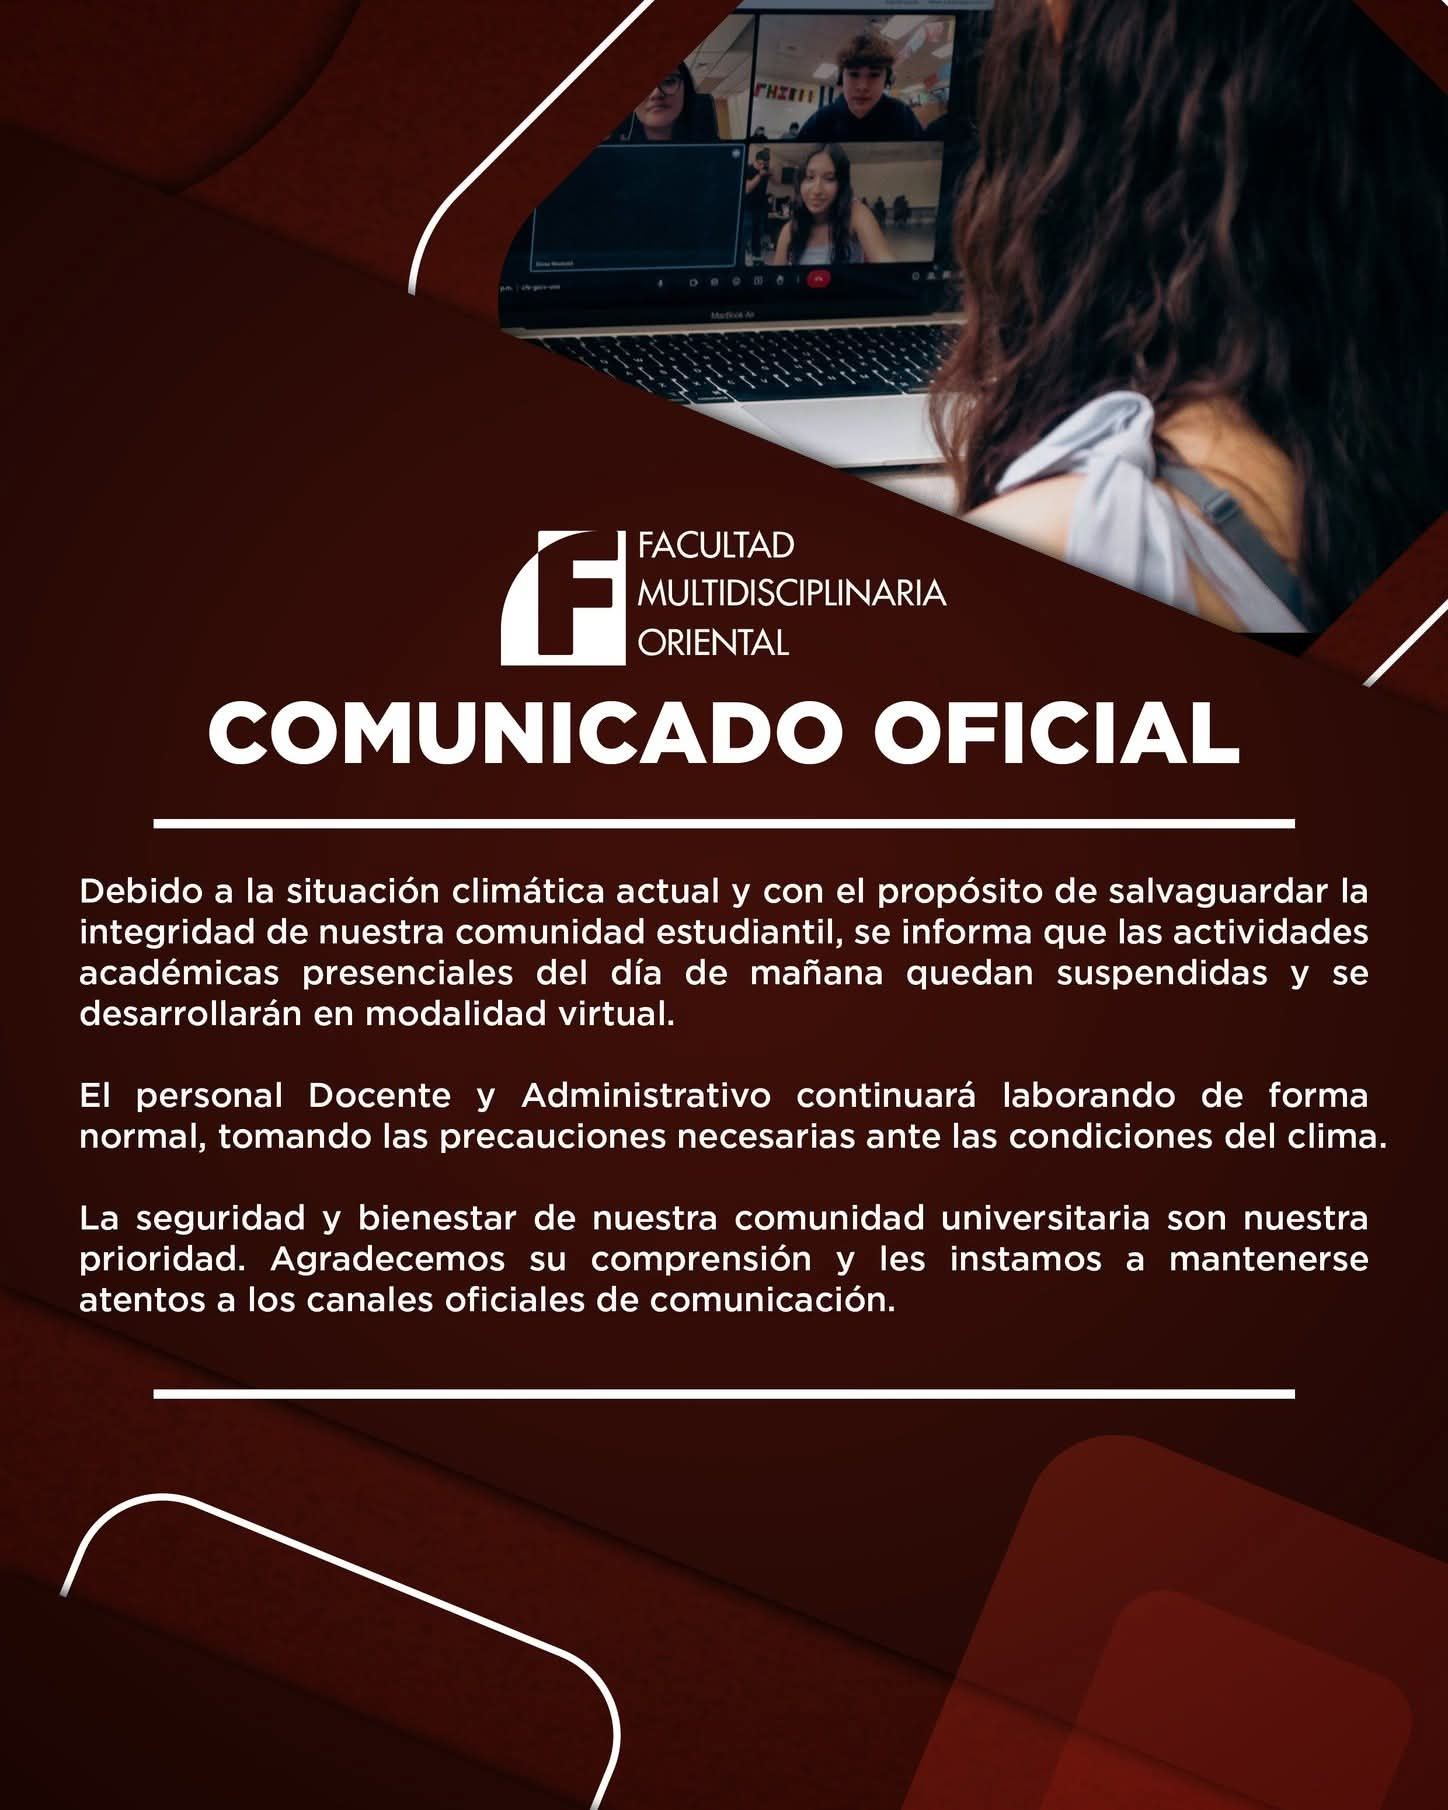 MacBook Air
FACULTAD
MULTIDISCIPLINARIA
ORIENTAL
COMUNICADO OFICIAL
Debido a la situación climática actual y con el propósito de salvaguardar la
integridad de nuestra comunidad estudiantil, se informa que las actividades
académicas presenciales del día de mañana quedan suspendidas y se
desarrollarán en modalidad virtual.
El personal Docente y Administrativo continuará laborando de forma
normal, tomando las precauciones necesarias ante las condiciones del clima.
La seguridad y bienestar de nuestra comunidad universitaria son nuestra
prioridad. Agradecemos su comprensión y les instamos a mantenerse
atentos a los canales oficiales de comunicación.